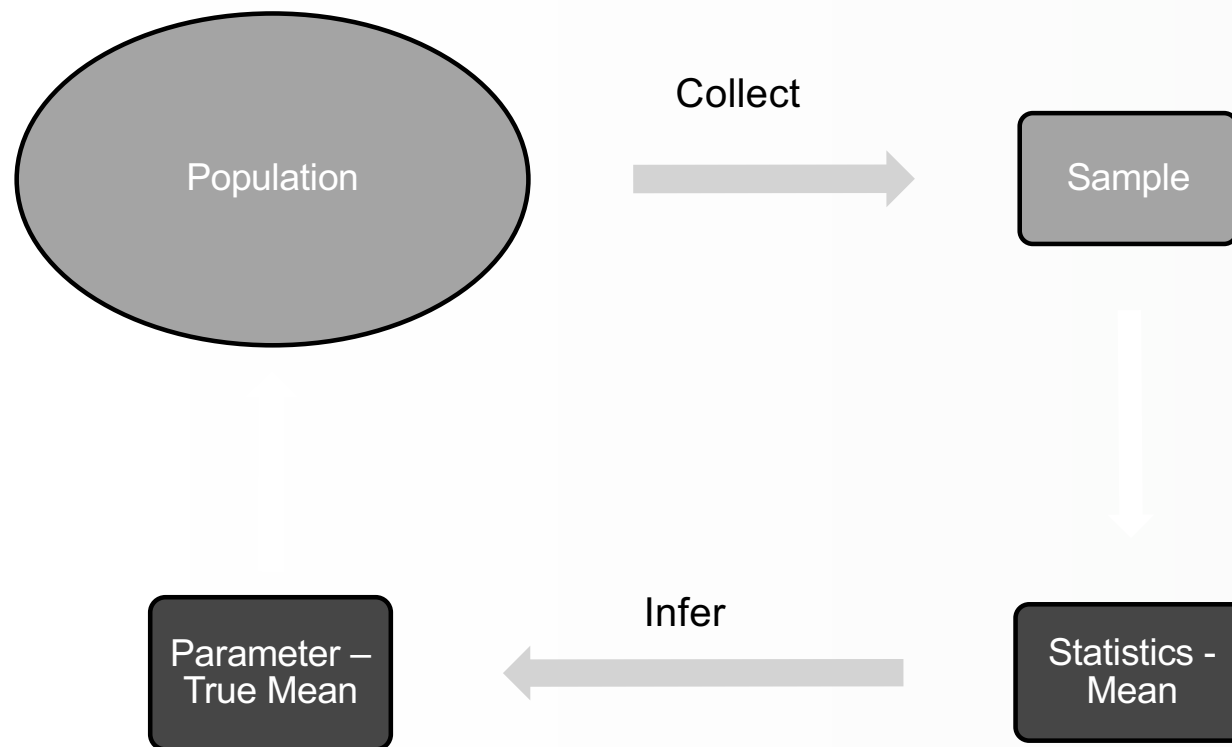 Collect
Population
Sample
Infer
Parameter –
True Mean
Statistics -
Mean